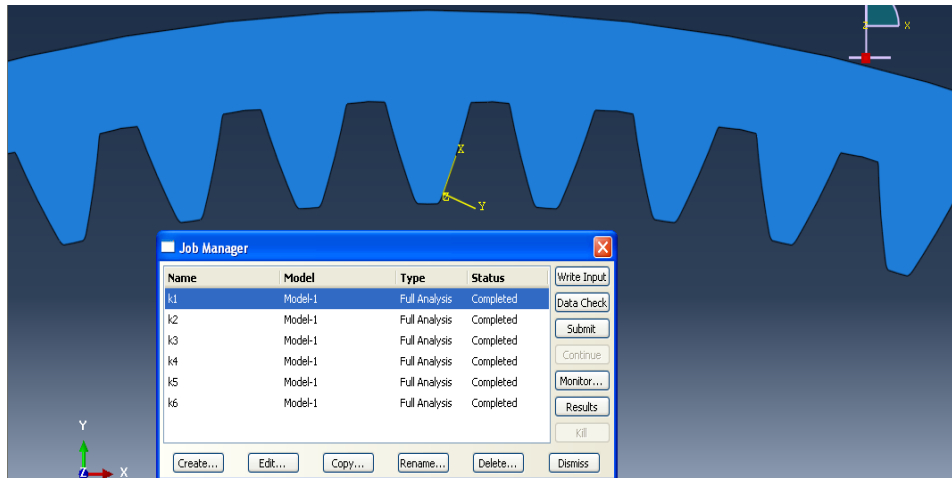 Z X
X
Z
Y
Job Manager
Name Model Type Status
k1 Model-1 Full Analysis Completed
k2 Model-1 Full Analysis Completed
k3 Model-1 Full Analysis Completed
k4 Model-1 Full Analysis Completed
k5 Model-1 Full Analysis Completed
k6 Model-1 Full Analysis Completed
Write Input
Data Check
Submit
Continue
Monitor...
Results
Kill
Create... Edit... Copy... Rename... Delete... Dismiss
Y
Z X